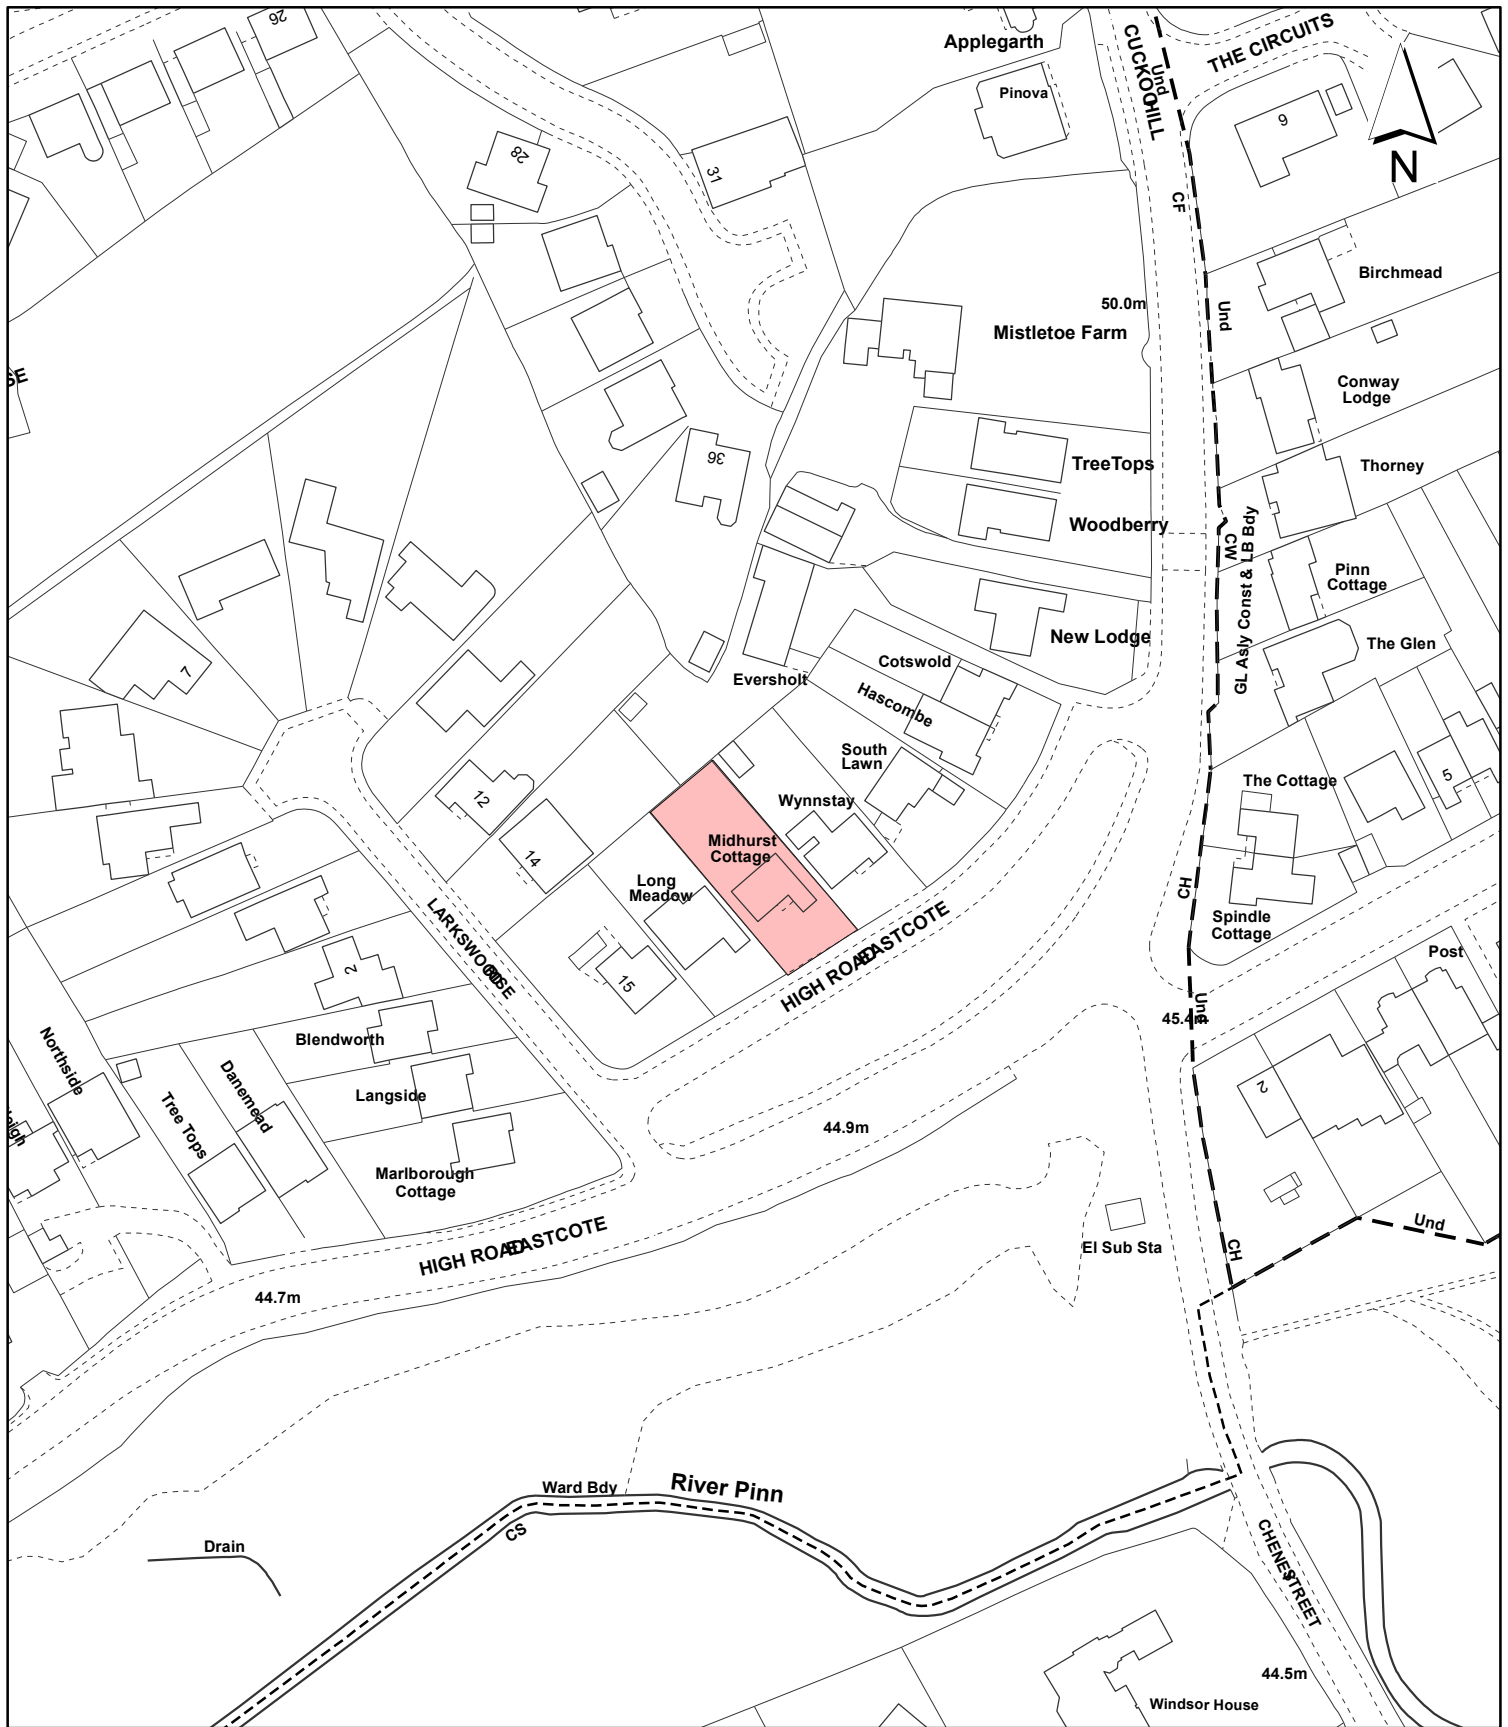 26
Applegarth
CUCKOO HILL
Und
THE CIRCUITS
Pinova
6
N
28
31
CF
Birchmead
50.0m
Und
Mistletoe Farm
Conway
Lodge
36
TreeTops
Thorney
Woodberry
CW
GL Asly Const & LB Bdy
Pinn
Cottage
New Lodge
The Glen
7
Cotswold
Eversholt
Hascombe
South
Lawn
The Cottage
5
12
Wynnstay
Midhurst
Cottage
14
Long
Meadow
CH
Spindle
Cottage
LARKSWOOD
RISE
HIGH ROAD
EASTCOTE
Post
2
15
Und
45.4m
Blendworth
Northside
Danemead
Tree Tops
Langside
2
44.9m
Marlborough
Cottage
Und
HIGH ROAD
EASTCOTE
El Sub Sta
CH
44.7m
Ward Bdy
River Pinn
CS
Drain
CHENEY
STREET
44.5m
Windsor House